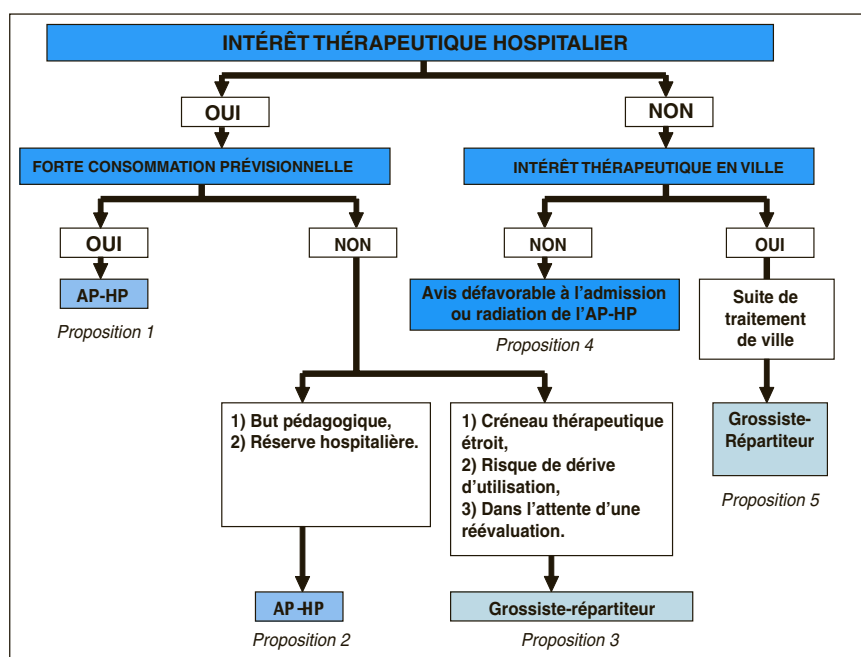 INTÉRÊT THÉRAPEUTIQUE HOSPITALIER
OUI
NON
FORTE CONSOMMATION PRÉVISIONNELLE
INTÉRÊT THÉRAPEUTIQUE EN VILLE
OUI
NON
NON
OUI
AP-HP
Proposition 1
Avis défavorable à l'admission
ou radiation de l'AP-HP
Proposition 4
Suite de
traitement
de ville
1) But pédagogique,
2) Réserve hospitalière.
1) Créneau thérapeutique
étroit,
2) Risque de dérive
d'utilisation,
3) Dans l'attente d'une
réévaluation.
Grossiste-
Répartiteur
Proposition 5
AP-HP
Proposition 2
Grossiste-répartiteur
Proposition 3